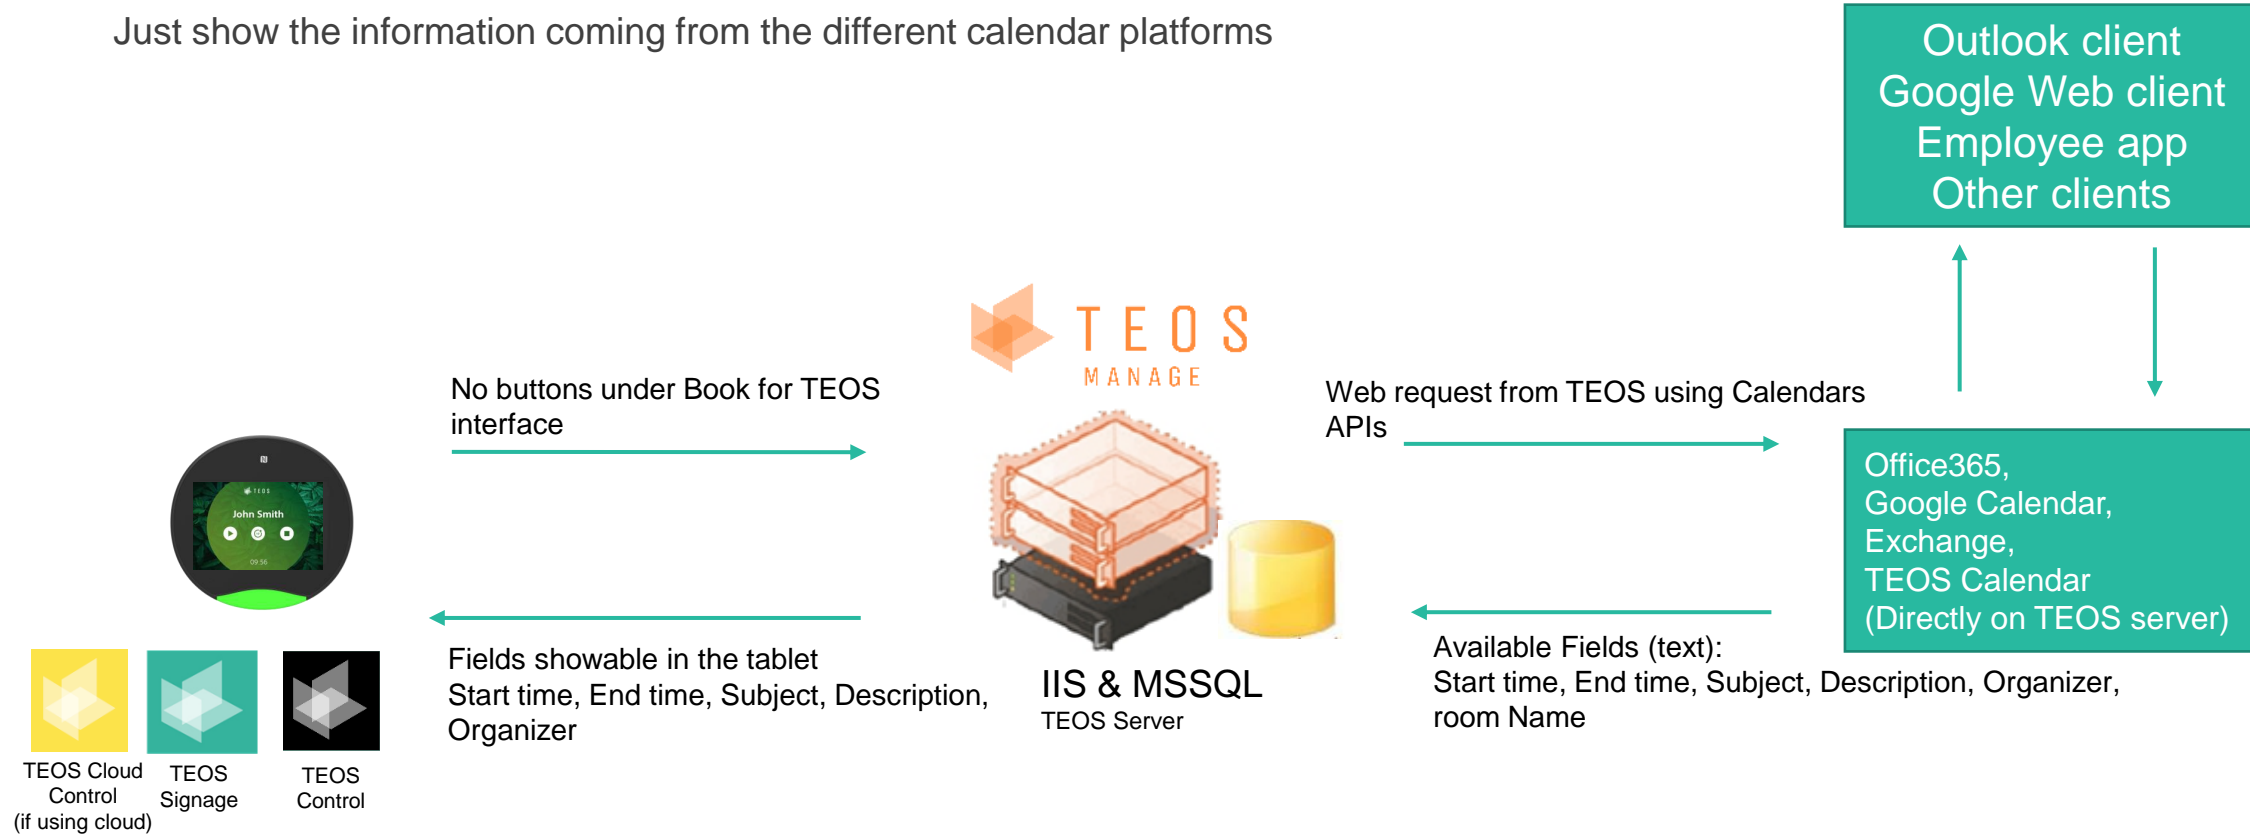 Just show the information coming from the different calendar platforms
Outlook client
Google Web client
Employee app
Other clients
TEOS
MANAGE
No buttons under Book for TEOS
interface
Web request from TEOS using Calendars
APIs
TEOS
John Smith
09:56
Office365,
Google Calendar,
Exchange,
TEOS Calendar
(Directly on TEOS server)
Fields showable in the tablet
Start time, End time, Subject, Description,
Organizer
IIS & MSSQL
TEOS Server
Available Fields (text):
Start time, End time, Subject, Description, Organizer,
room Name
TEOS Cloud
Control
(if using cloud)
TEOS
Signage
TEOS
Control